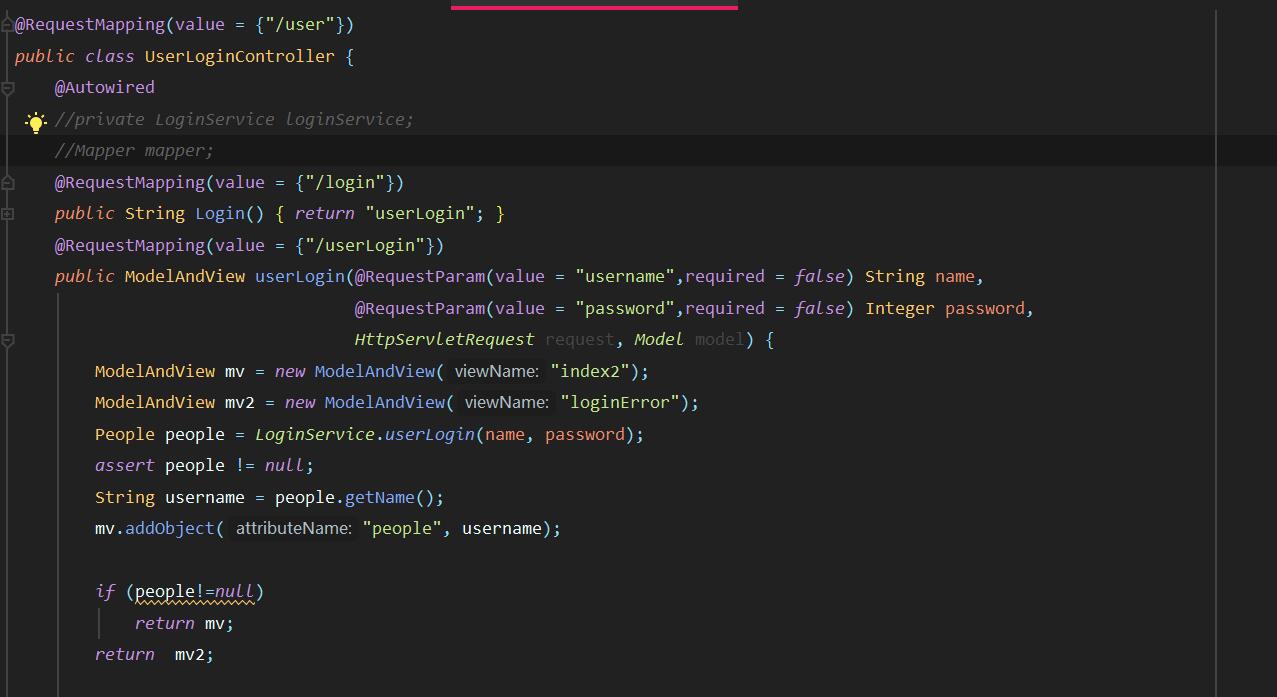 @RequestMapping(value = {"/user"})
public class UserLoginController {
@Autowired
//private LoginService loginService;
//Mapper mapper;
@RequestMapping(value = {"/login"})
public String Login() { return "userLogin"; }
@RequestMapping(value = {"/userLogin"})
public ModelAndView userLogin(@RequestParam(value = "username",required = false) String name,
@RequestParam(value = "password",required = false) Integer password,
HttpServletRequest request, Model model) {
ModelAndView mv = new ModelAndView( viewName: "index2");
ModelAndView mv2 = new ModelAndView( viewName: "loginError");
People people = LoginService.userLogin(name, password);
assert people != null;
String username = people.getName();
mv.addObject( attributeName: "people", username);
if (people!=null)
return mv;
return  mv2;